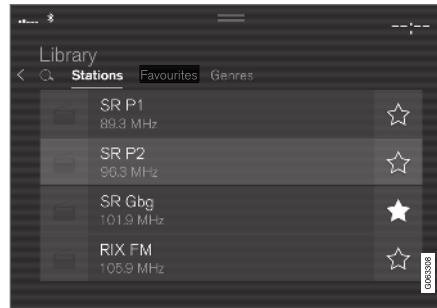 --:--
Library
Stations Favourites Genres
SR P1
89.3 MHz
SR P2
96.3 MHz
SR Gbg
101.9 MHz
RIX FM
105.9 MHz
G063308